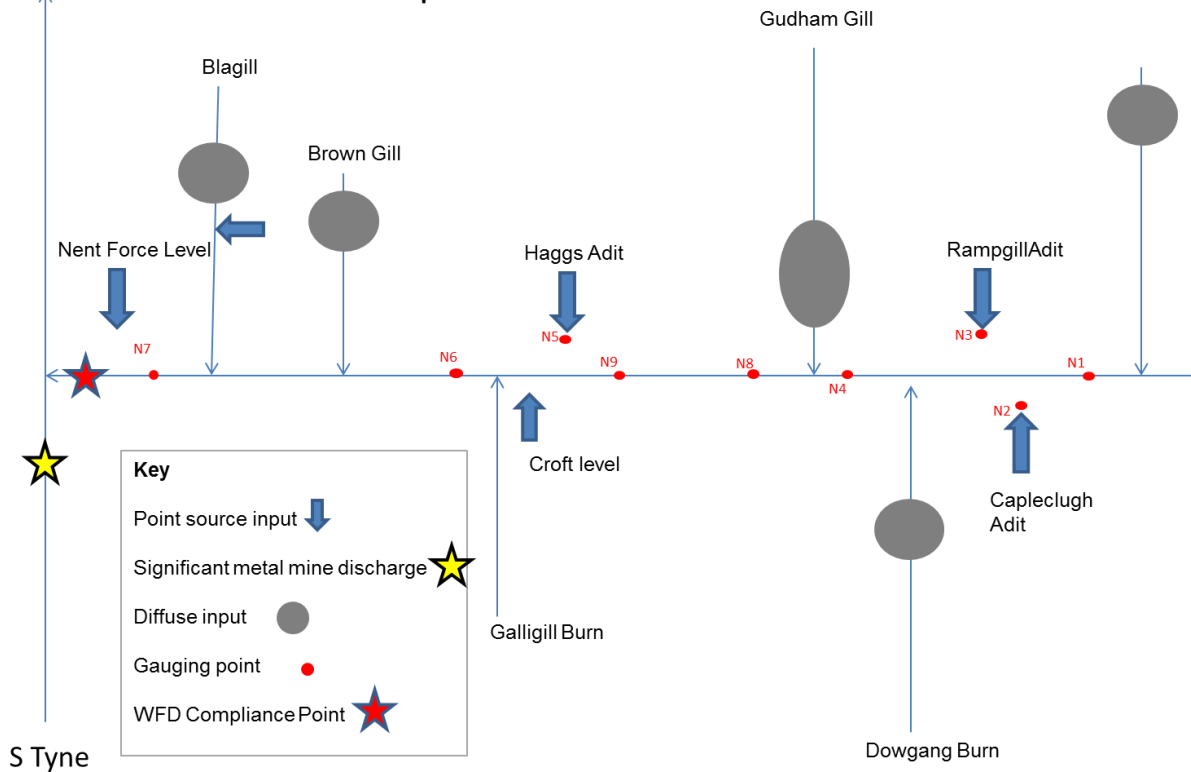 Gudham Gill
Blagill
Brown Gill
Nent Force Level
Haggs Adit
RampgillAdit
N7
N6
N5
N9
N8
N4
N3
N1
N2
Croft level
Capleclugh
Adit
Key
Point source input
Significant metal mine discharge
Diffuse input
Gauging point
WFD Compliance Point
Galligill Burn
Dowgang Burn
S Tyne